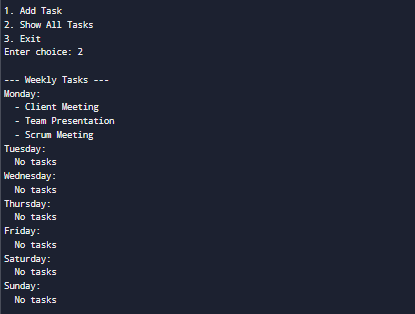 1. Add Task
2. Show All Tasks
3. Exit
Enter choice: 2

--- Weekly Tasks ---
Monday:
  - Client Meeting
  - Team Presentation
  - Scrum Meeting
Tuesday:
  No tasks
Wednesday:
  No tasks
Thursday:
  No tasks
Friday:
  No tasks
Saturday:
  No tasks
Sunday:
  No tasks